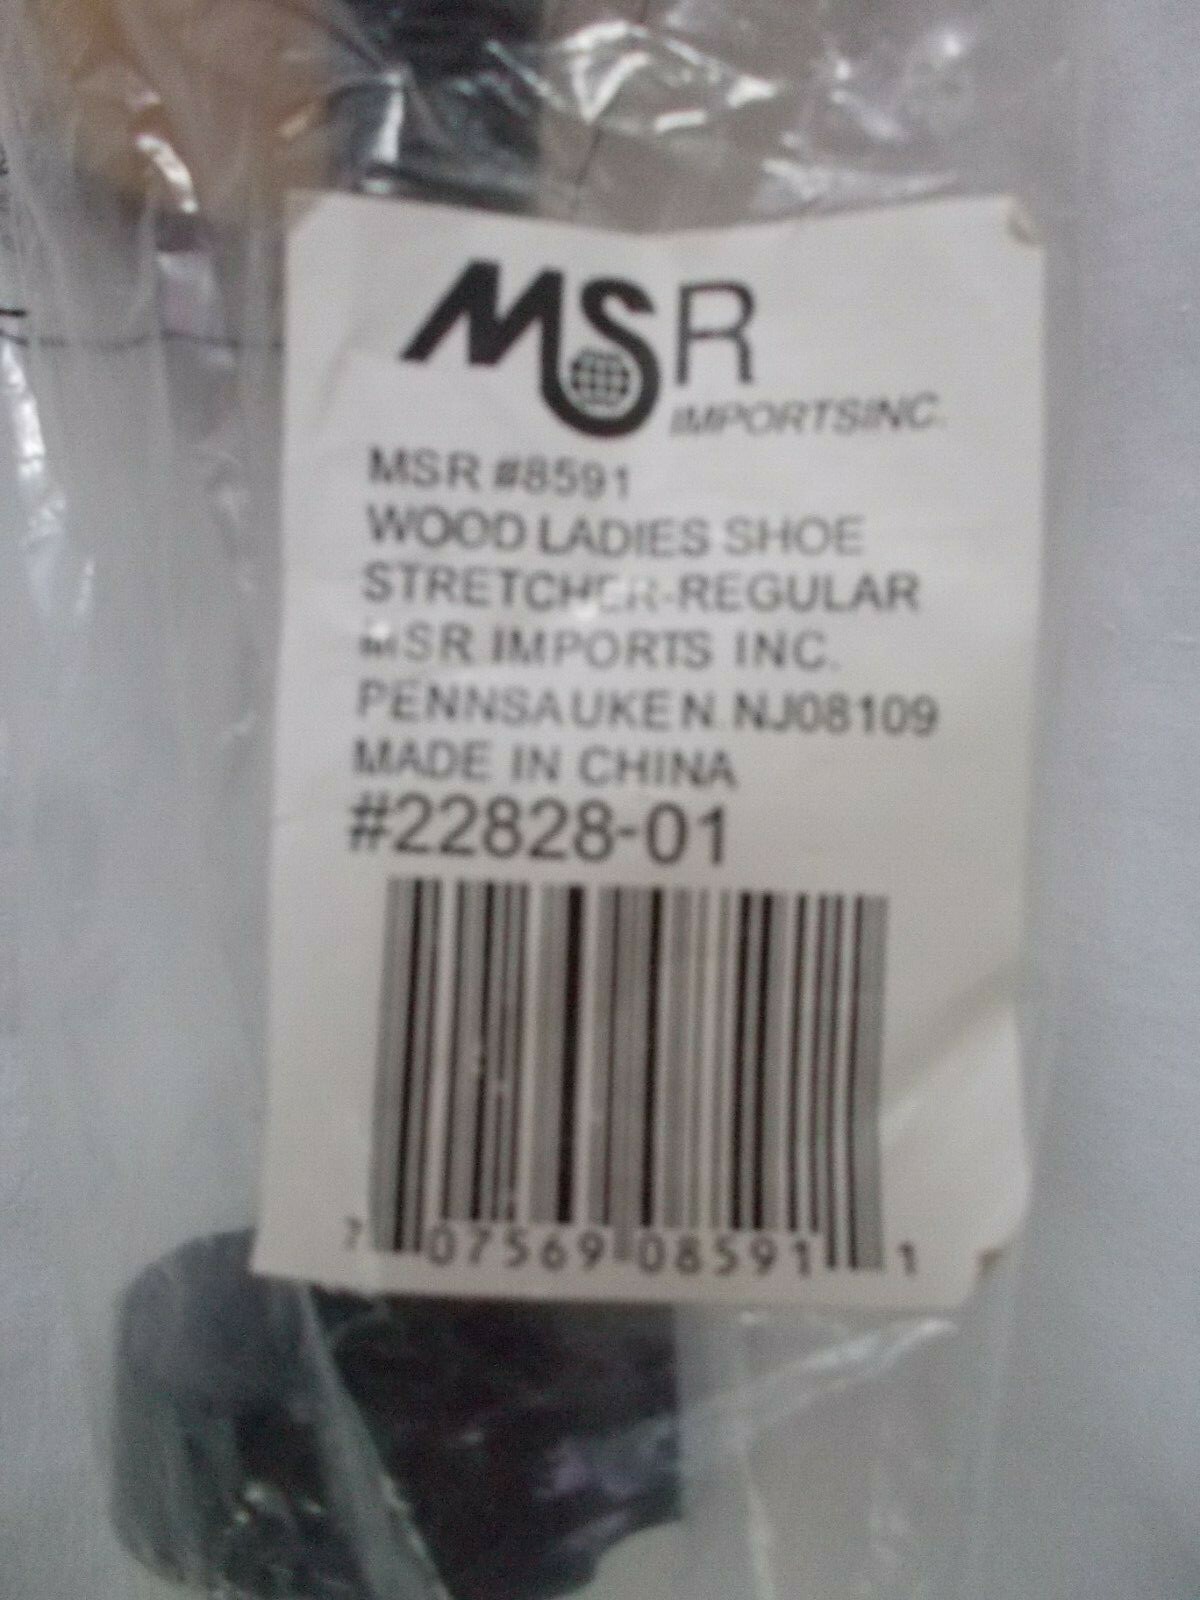 MSR
IMPORTSINC.
MSR #8591
WOOD LADIES SHOE
STRETCHER-REGULAR
MSR IMPORTS INC.
PENNSAUKEN NJ08109
MADE IN CHINA
#22828-01
7 07569 08591 1